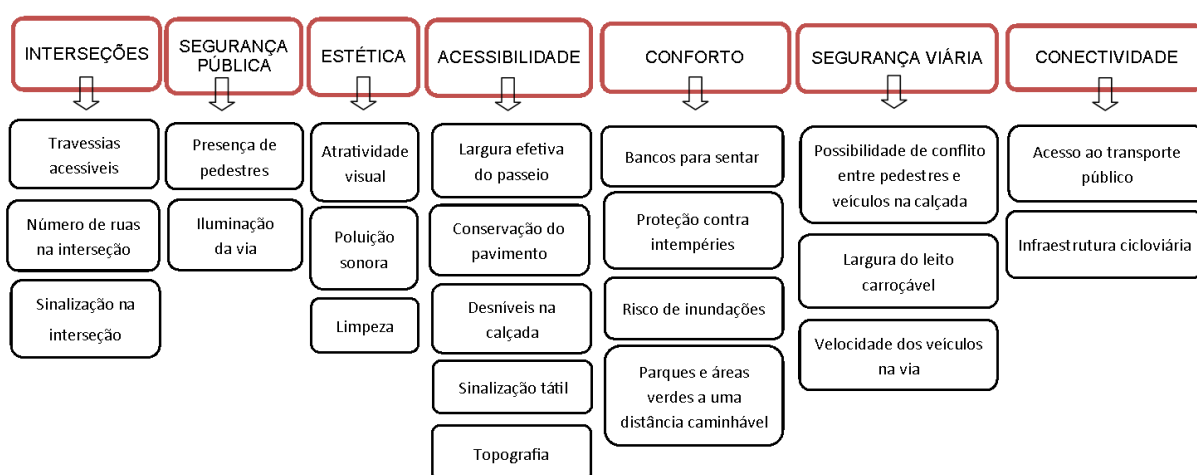 INTERSEÇÕES
SEGURANÇA
PÚBLICA
ESTÉTICA
ACESSIBILIDADE
CONFORTO
SEGURANÇA VIÁRIA
CONECTIVIDADE
Travessias
acessíveis
Número de ruas
na interseção
Sinalização na
interseção
Presença de
pedestres
Iluminação
da via
Atratividade
visual
Poluição
sonora
Limpeza
Largura efetiva
do passeio
Conservação do
pavimento
Desníveis na
calçada
Sinalização tátil
Topografia
Bancos para sentar
Proteção contra
intempéries
Risco de inundações
Parques e áreas
verdes a uma
distância caminhável
Possibilidade de conflito
entre pedestres e
veículos na calçada
Largura do leito
carroçável
Velocidade dos veículos
na via
Acesso ao transporte
público
Infraestrutura cicloviária